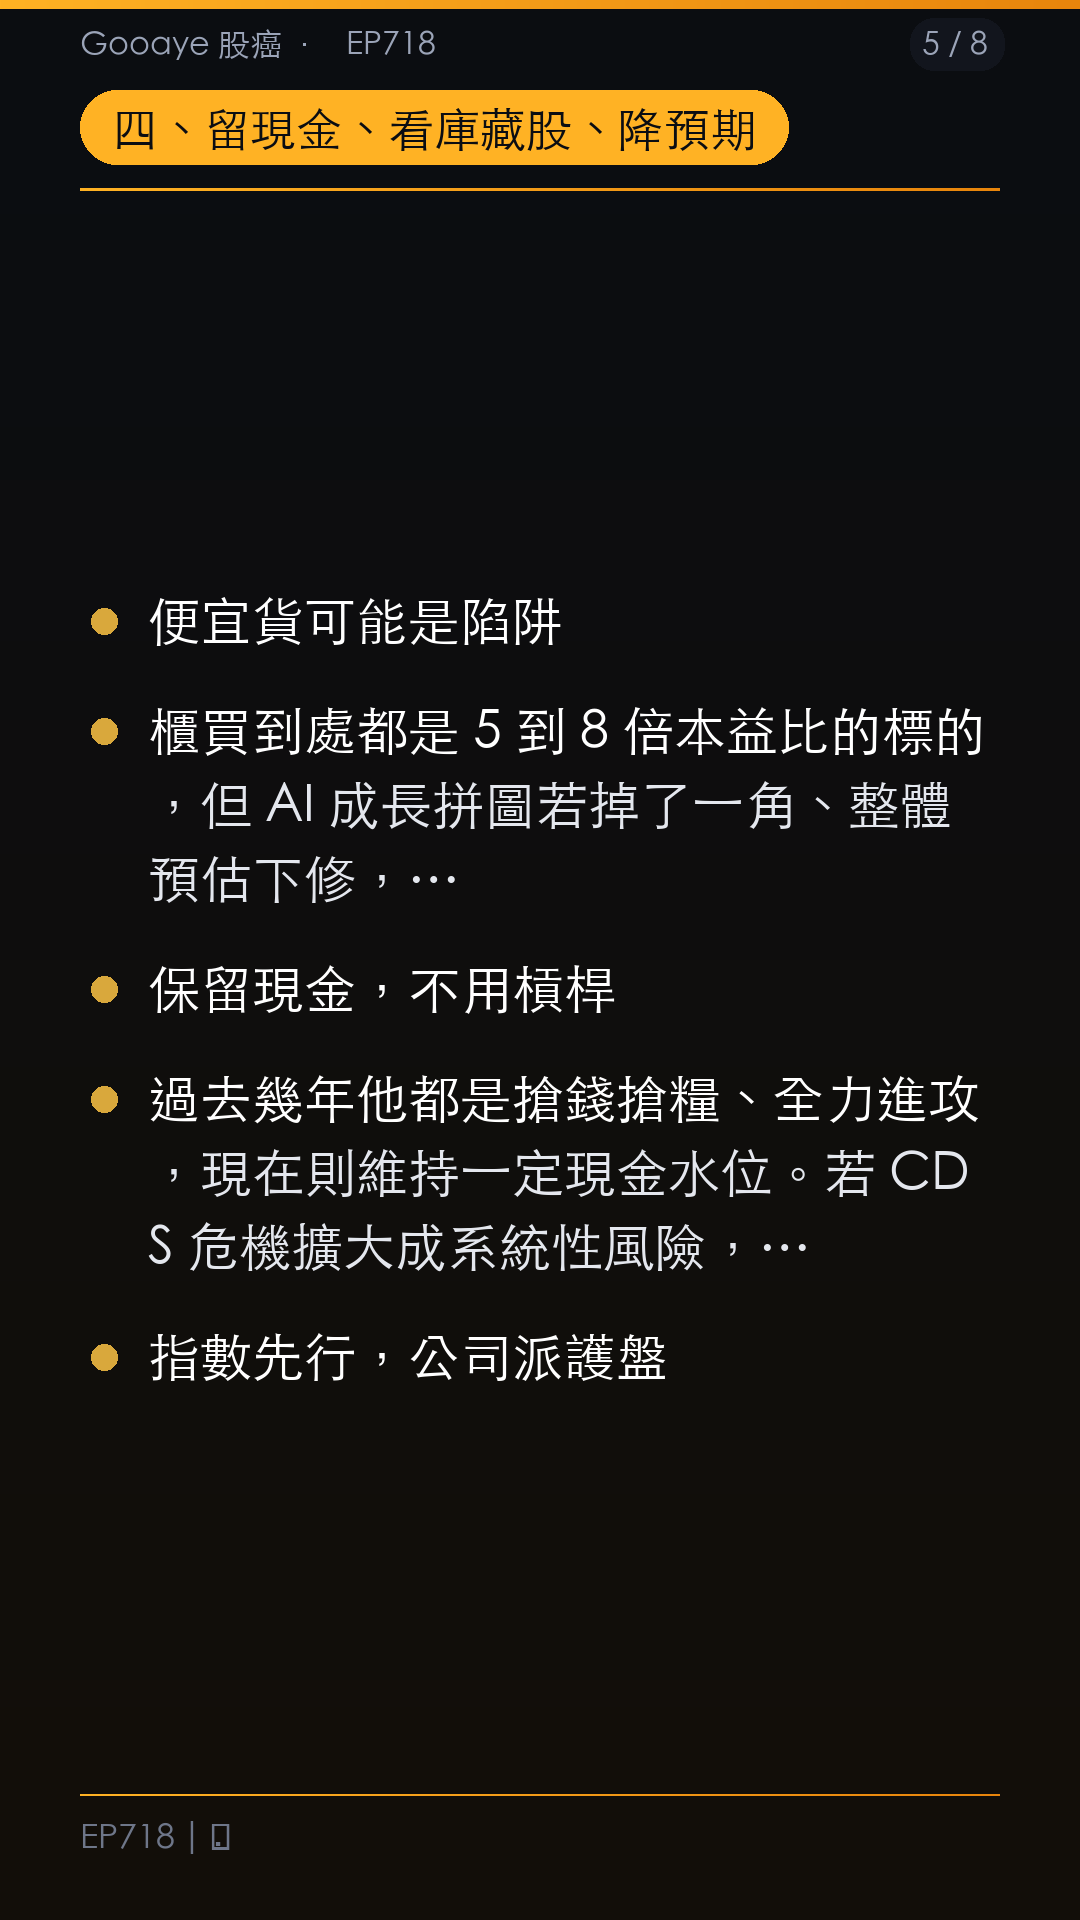 Gooaye 股癌 · EP718
5 / 8
四、留現金、看庫藏股、降預期
便宜貨可能是陷阱
櫃買到處都是 5 到 8 倍本益比的標的
，但 AI 成長拼圖若掉了一角、整體
預估下修，…
保留現金，不用槓桿
過去幾年他都是搶錢搶糧、全力進攻
，現在則維持一定現金水位。若 CD
S 危機擴大成系統性風險，…
指數先行，公司派護盤
EP718 |